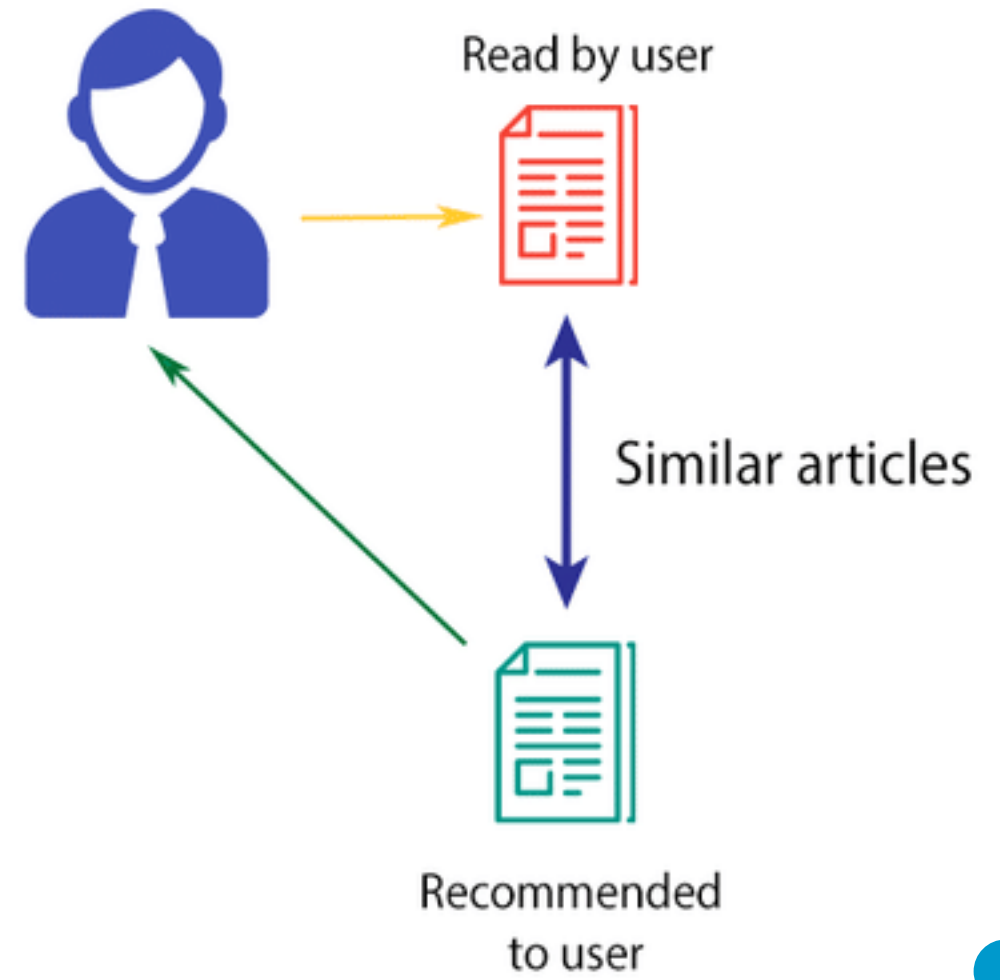 Read by user
Similar articles
Recommended
to user